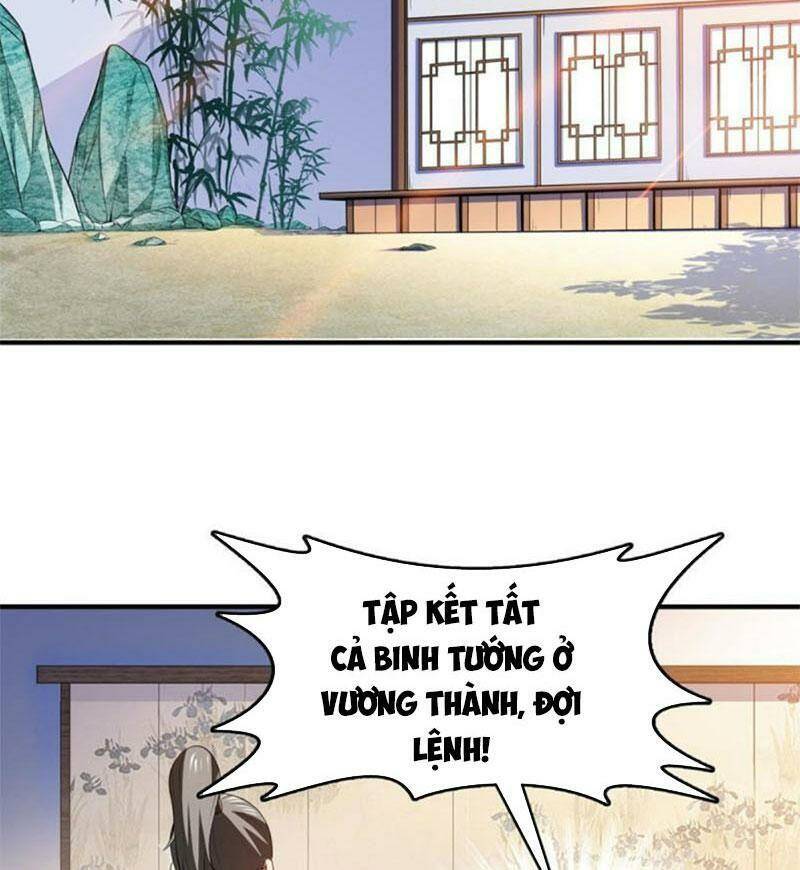 TẬP KẾT TẤT
CẢ BINH TƯỚNG Ở
VƯƠNG THÀNH, ĐỢI
LỆNH!